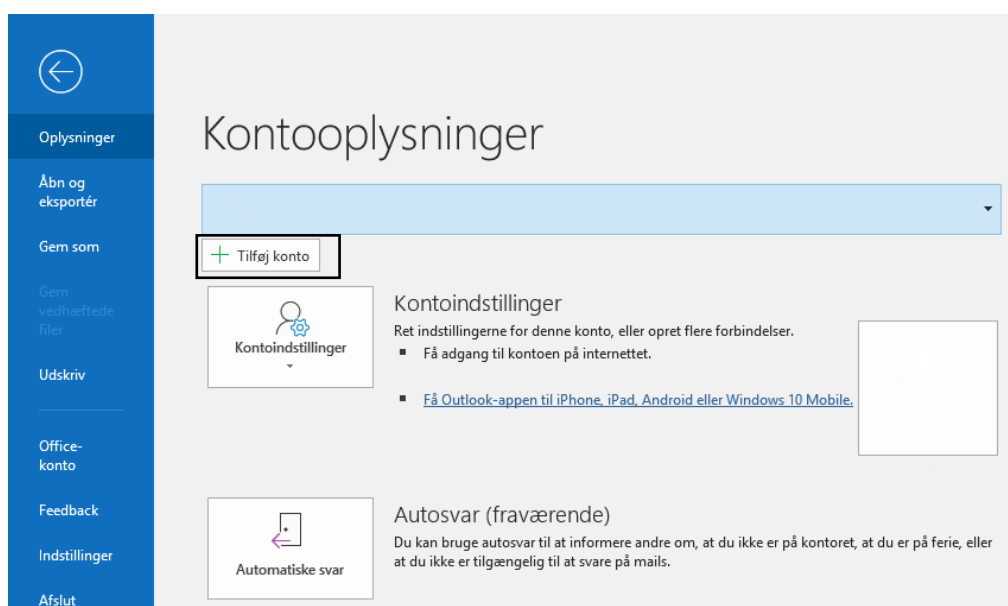 Oplysninger
Åbn og
eksportér
Gem som
Gem
vedhæftede
filer
Udskriv
Office-
konto
Feedback
Indstillinger
Afslut
Kontooplysninger
Tilføj konto
Kontoindstillinger
Kontoindstillinger
Ret indstillingerne for denne konto, eller opret flere forbindelser.
Få adgang til kontoen på internettet.
Få Outlook-appen til iPhone, iPad, Android eller Windows 10 Mobile.
Automatiske svar
Autosvar (fraværende)
Du kan bruge autosvar til at informere andre om, at du ikke er på kontoret, at du er på ferie, eller
at du ikke er tilgængelig til at svare på mails.